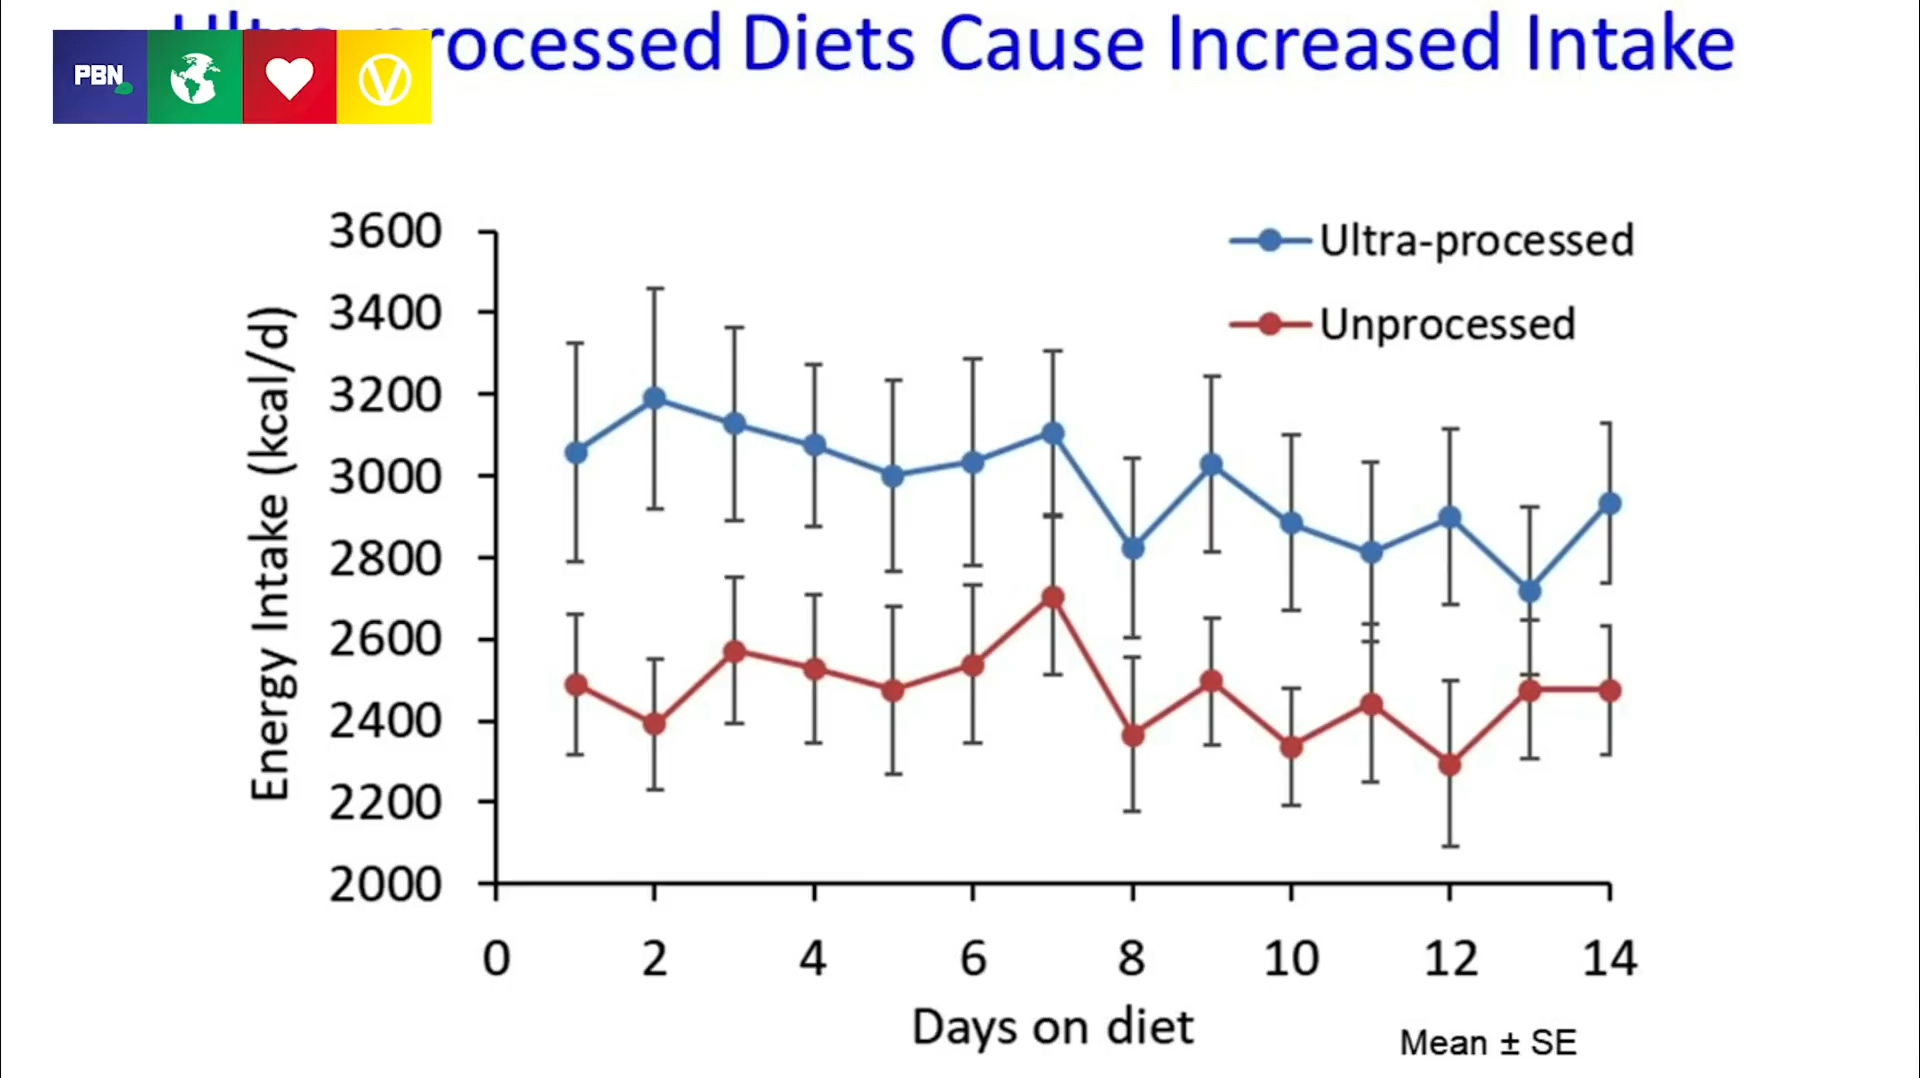 processed Diets Cause Increased Intake
PBN
V
3600
3400
3200
3000
2800
2600
2400
2200
2000
Energy Intake (kcal/d)
Ultra-processed
Unprocessed
0 2 4 6 8 10 12 14
Days on diet
Mean ± SE